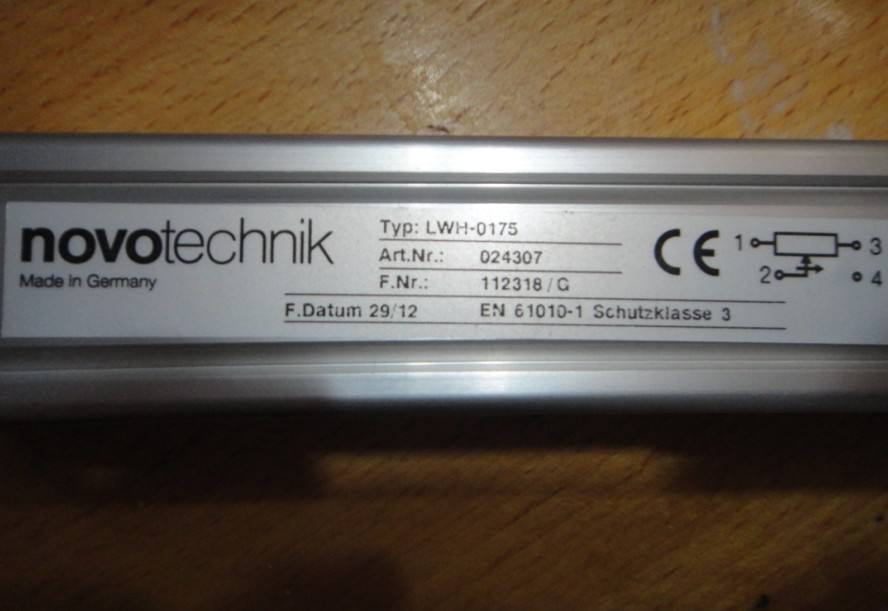 novotechnik
Made in Germany
Typ: LWH-0175
Art.Nr.: 024307
F.Nr.: 112318/G
F.Datum 29/12 EN 61010-1 Schutzklasse 3
CE
1 3
2 4